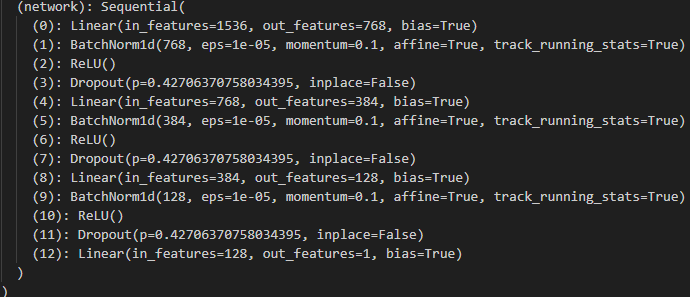 (network): Sequential(
(0): Linear(in_features=1536, out_features=768, bias=True)
(1): BatchNorm1d(768, eps=1e-05, momentum=0.1, affine=True, track_running_stats=True)
(2): ReLU()
(3): Dropout(p=0.42706370758034395, inplace=False)
(4): Linear(in_features=768, out_features=384, bias=True)
(5): BatchNorm1d(384, eps=1e-05, momentum=0.1, affine=True, track_running_stats=True)
(6): ReLU()
(7): Dropout(p=0.42706370758034395, inplace=False)
(8): Linear(in_features=384, out_features=128, bias=True)
(9): BatchNorm1d(128, eps=1e-05, momentum=0.1, affine=True, track_running_stats=True)
(10): ReLU()
(11): Dropout(p=0.42706370758034395, inplace=False)
(12): Linear(in_features=128, out_features=1, bias=True)
)
)